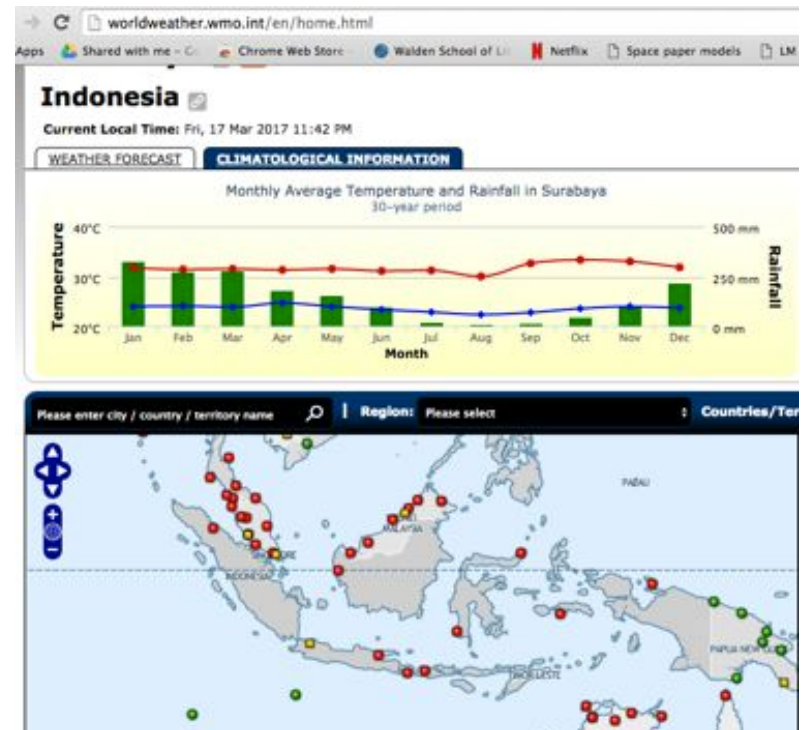 worldweather.wmo.int/en/home.html
Apps Shared with me - Chrome Web Store Walden School of Netflix Space paper models LM
Indonesia
Current Local Time: Fri, 17 Mar 2017 11:42 PM
WEATHER FORECAST CLIMATOLOGICAL INFORMATION
Monthly Average Temperature and Rainfall in Surabaya
30-year period
Temperature
40°C
30°C
20°C
500 mm
250 mm
0 mm
Rainfall
Jan Feb Mar Apr May Jun Jul Aug Sep Oct Nov Dec
Month
Please enter city / country / territory name | Region: Please select Countries/Ter
PALAU
MALAYSIA
INDONESIA